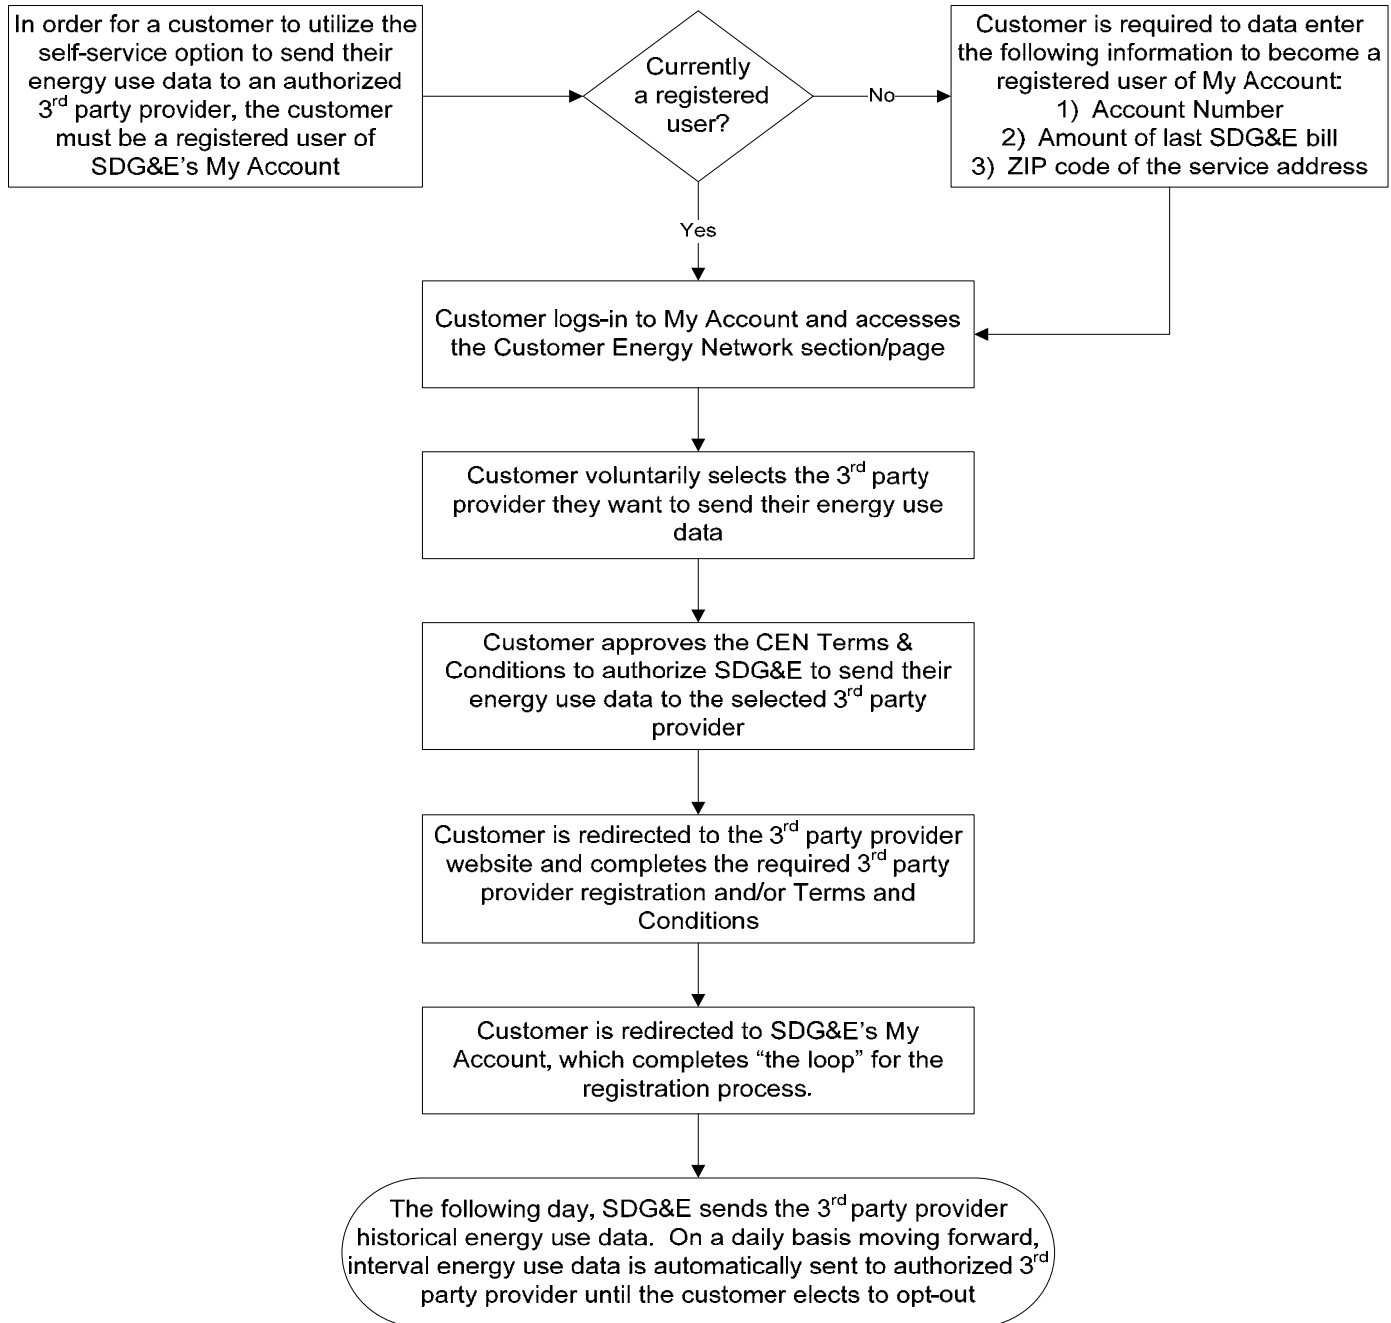 In order for a customer to utilize the
self-service option to send their
energy use data to an authorized
3rd party provider, the customer
must be a registered user of
SDG&E's My Account
Currently
a registered
user?
No
Customer is required to data enter
the following information to become a
registered user of My Account:
1) Account Number
2) Amount of last SDG&E bill
3) ZIP code of the service address
Yes
Customer logs-in to My Account and accesses
the Customer Energy Network section/page
Customer voluntarily selects the 3rd party
provider they want to send their energy use
data
Customer approves the CEN Terms &
Conditions to authorize SDG&E to send their
energy use data to the selected 3rd party
provider
Customer is redirected to the 3rd party provider
website and completes the required 3rd party
provider registration and/or Terms and
Conditions
Customer is redirected to SDG&E's My
Account, which completes “the loop” for the
registration process.
The following day, SDG&E sends the 3rd party provider
historical energy use data.  On a daily basis moving forward,
interval energy use data is automatically sent to authorized 3rd
party provider until the customer elects to opt-out